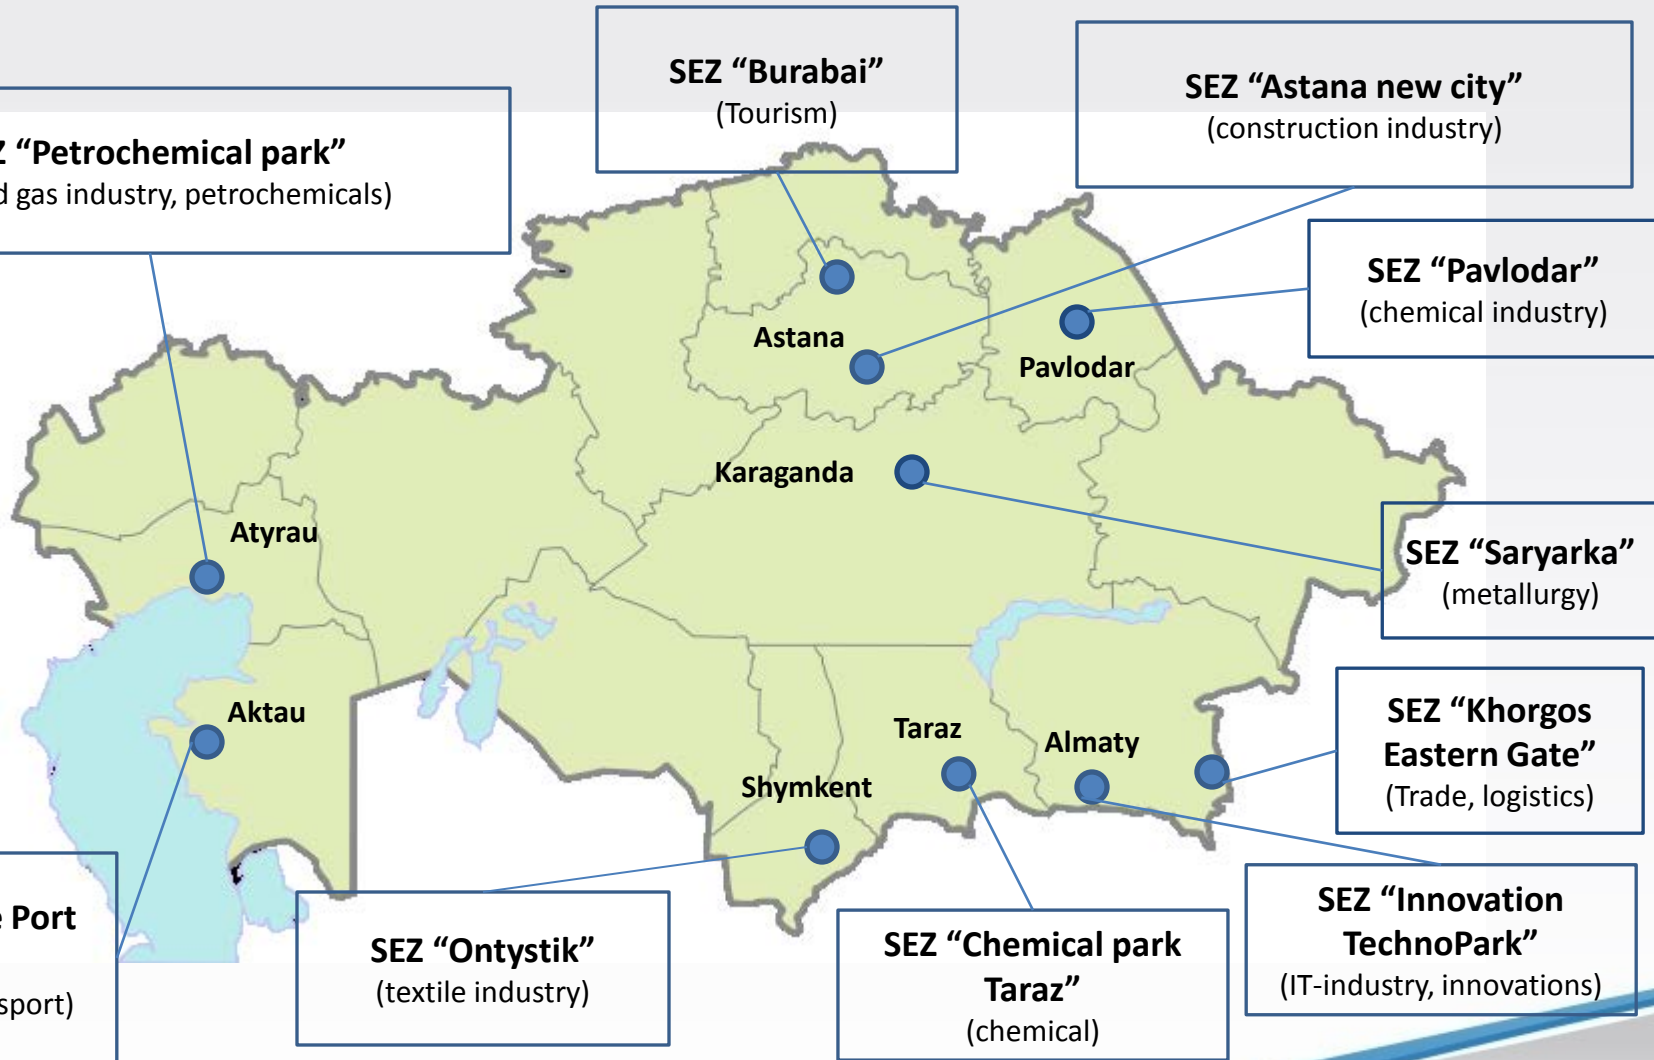 SEZ “Burabai”
(Tourism)
SEZ “Astana new city”
(construction industry)
“Petrochemical park”
gas industry, petrochemicals)
SEZ “Pavlodar”
(chemical industry)
Astana
Pavlodar
Karaganda
Atyrau
SEZ “Saryarka”
(metallurgy)
Aktau
Taraz
Almaty
Shymkent
SEZ “Khorgos
Eastern Gate”
(Trade, logistics)
Port
SEZ “Ontystik”
(textile industry)
SEZ “Chemical park
Taraz”
(chemical)
SEZ “Innovation
TechnoPark”
(IT-industry, innovations)